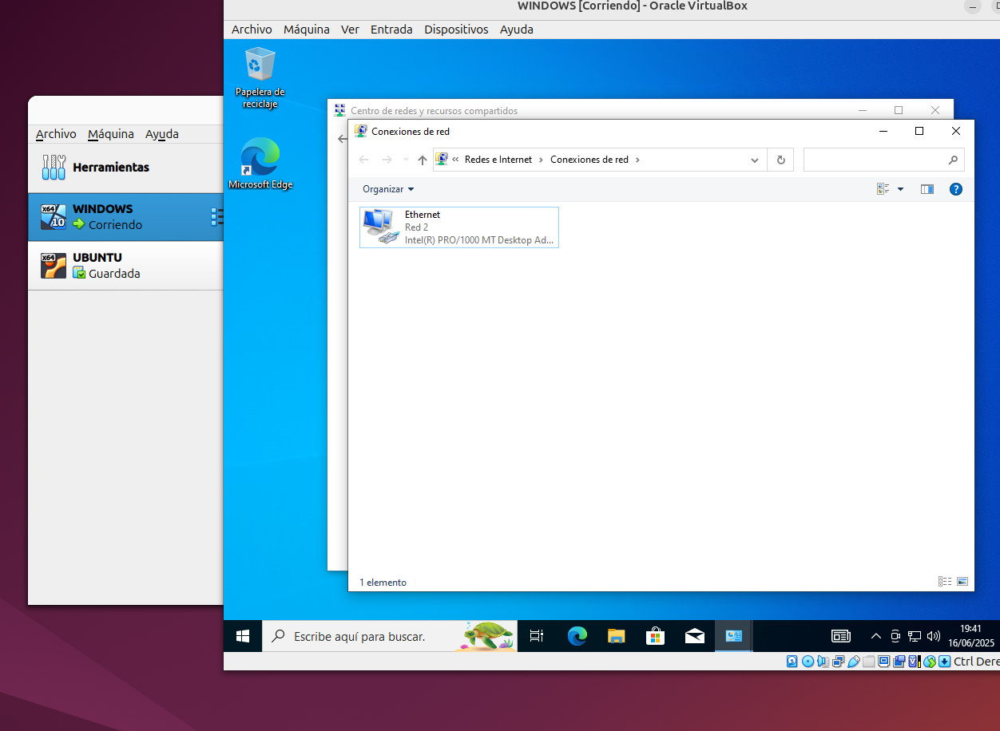 WINDOWS [Corriendo] - Oracle VirtualBox
Archivo Máquina Ver Entrada Dispositivos Ayuda
Papelera de
reciclaje
Microsoft Edge
Archivo Máquina Ayuda
Herramientas
x64
10
WINDOWS
Corriendo
x64
UBUNTU
Guardada
Centro de redes y recursos compartidos
Conexiones de red
« Redes e Internet › Conexiones de red ›
Organizar
Ethernet
Red 2
Intel(R) PRO/1000 MT Desktop Ad...
1 elemento
Escribe aquí para buscar.
19:41
16/06/2025
Ctrl Dere